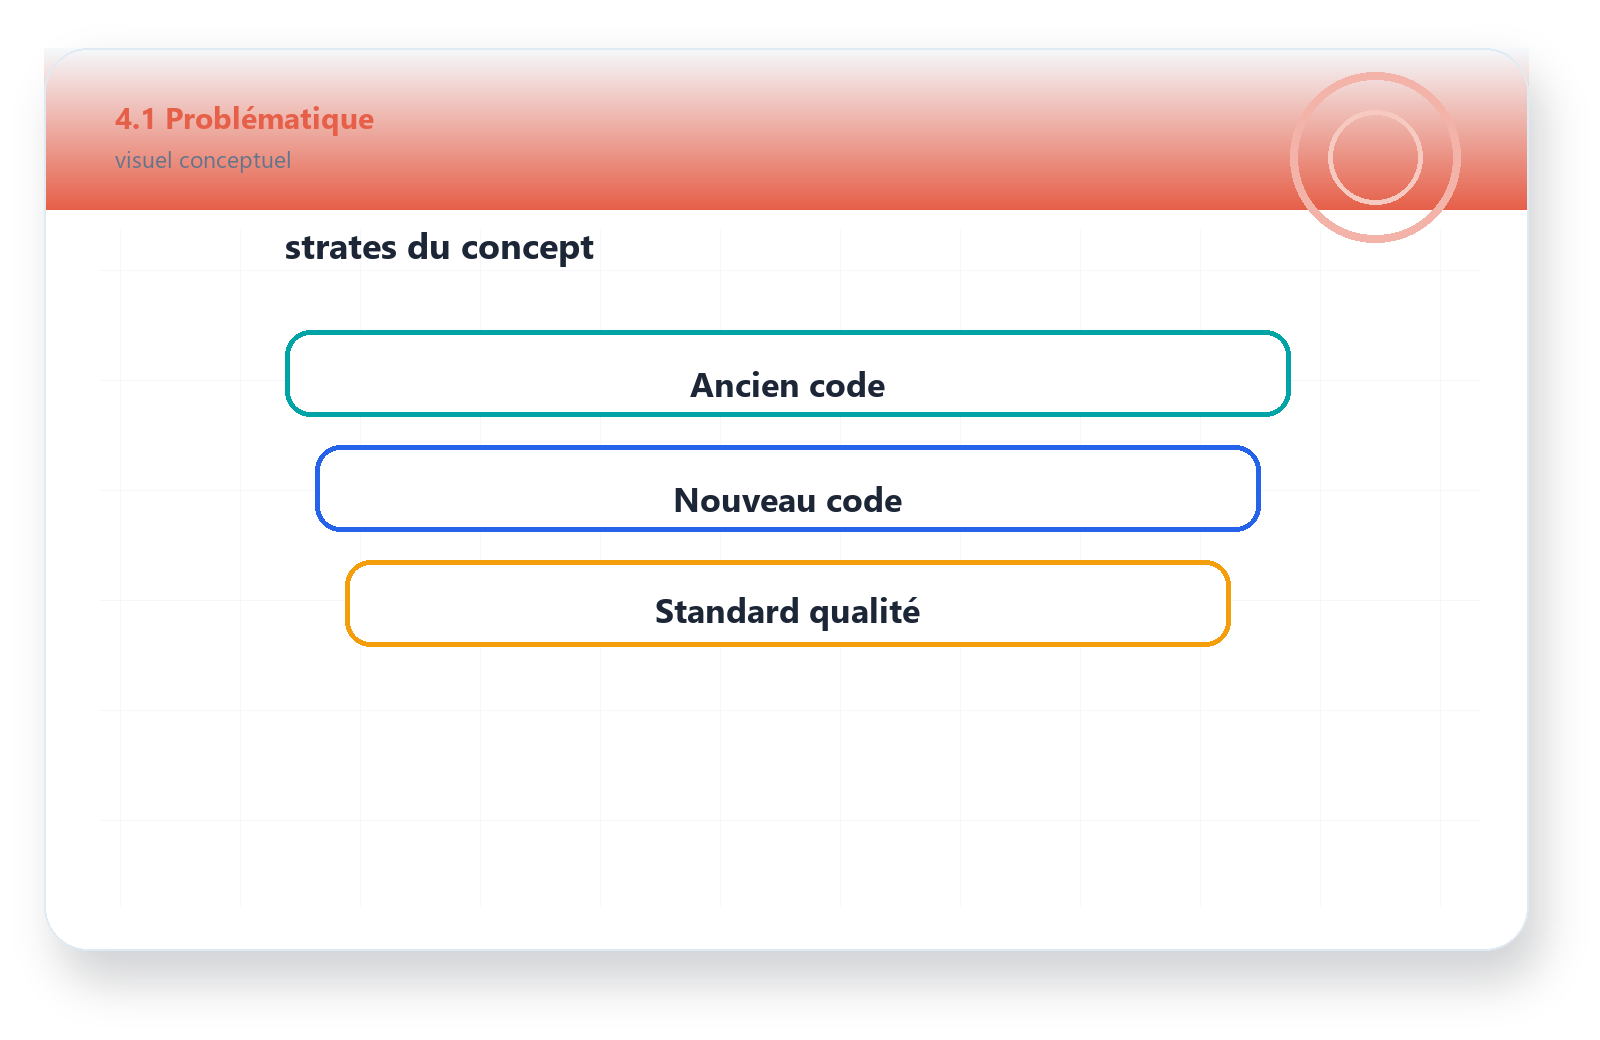 4.1 Problématique
visuel conceptuel
strates du concept
Ancien code
Nouveau code
Standard qualité